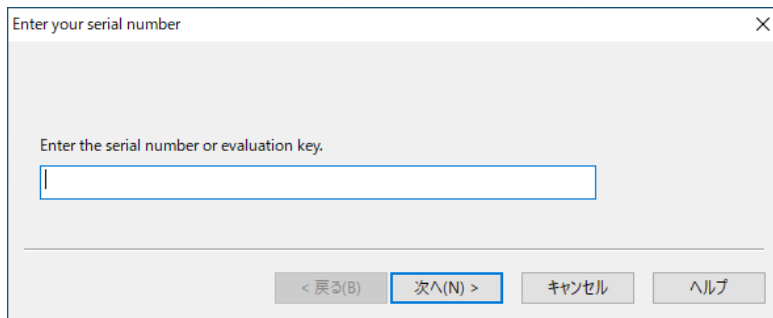 Enter your serial number
Enter the serial number or evaluation key.
< 戻る(B) 次へ(N) > キャンセル ヘルプ